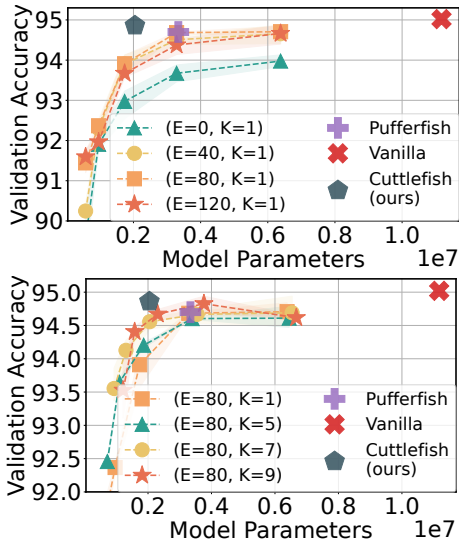 95
94
93
92
91
90
Validation Accuracy
(E=0, K=1)
(E=40, K=1)
(E=80, K=1)
(E=120, K=1)
Pufferfish
Vanilla
Cuttlefish
(ours)
0.2 0.4 0.6 0.8 1.0
Model Parameters 1e7
95.0
94.5
94.0
93.5
93.0
92.5
92.0
Validation Accuracy
(E=80, K=1)
(E=80, K=5)
(E=80, K=7)
(E=80, K=9)
Pufferfish
Vanilla
Cuttlefish
(ours)
0.2 0.4 0.6 0.8 1.0
Model Parameters 1e7